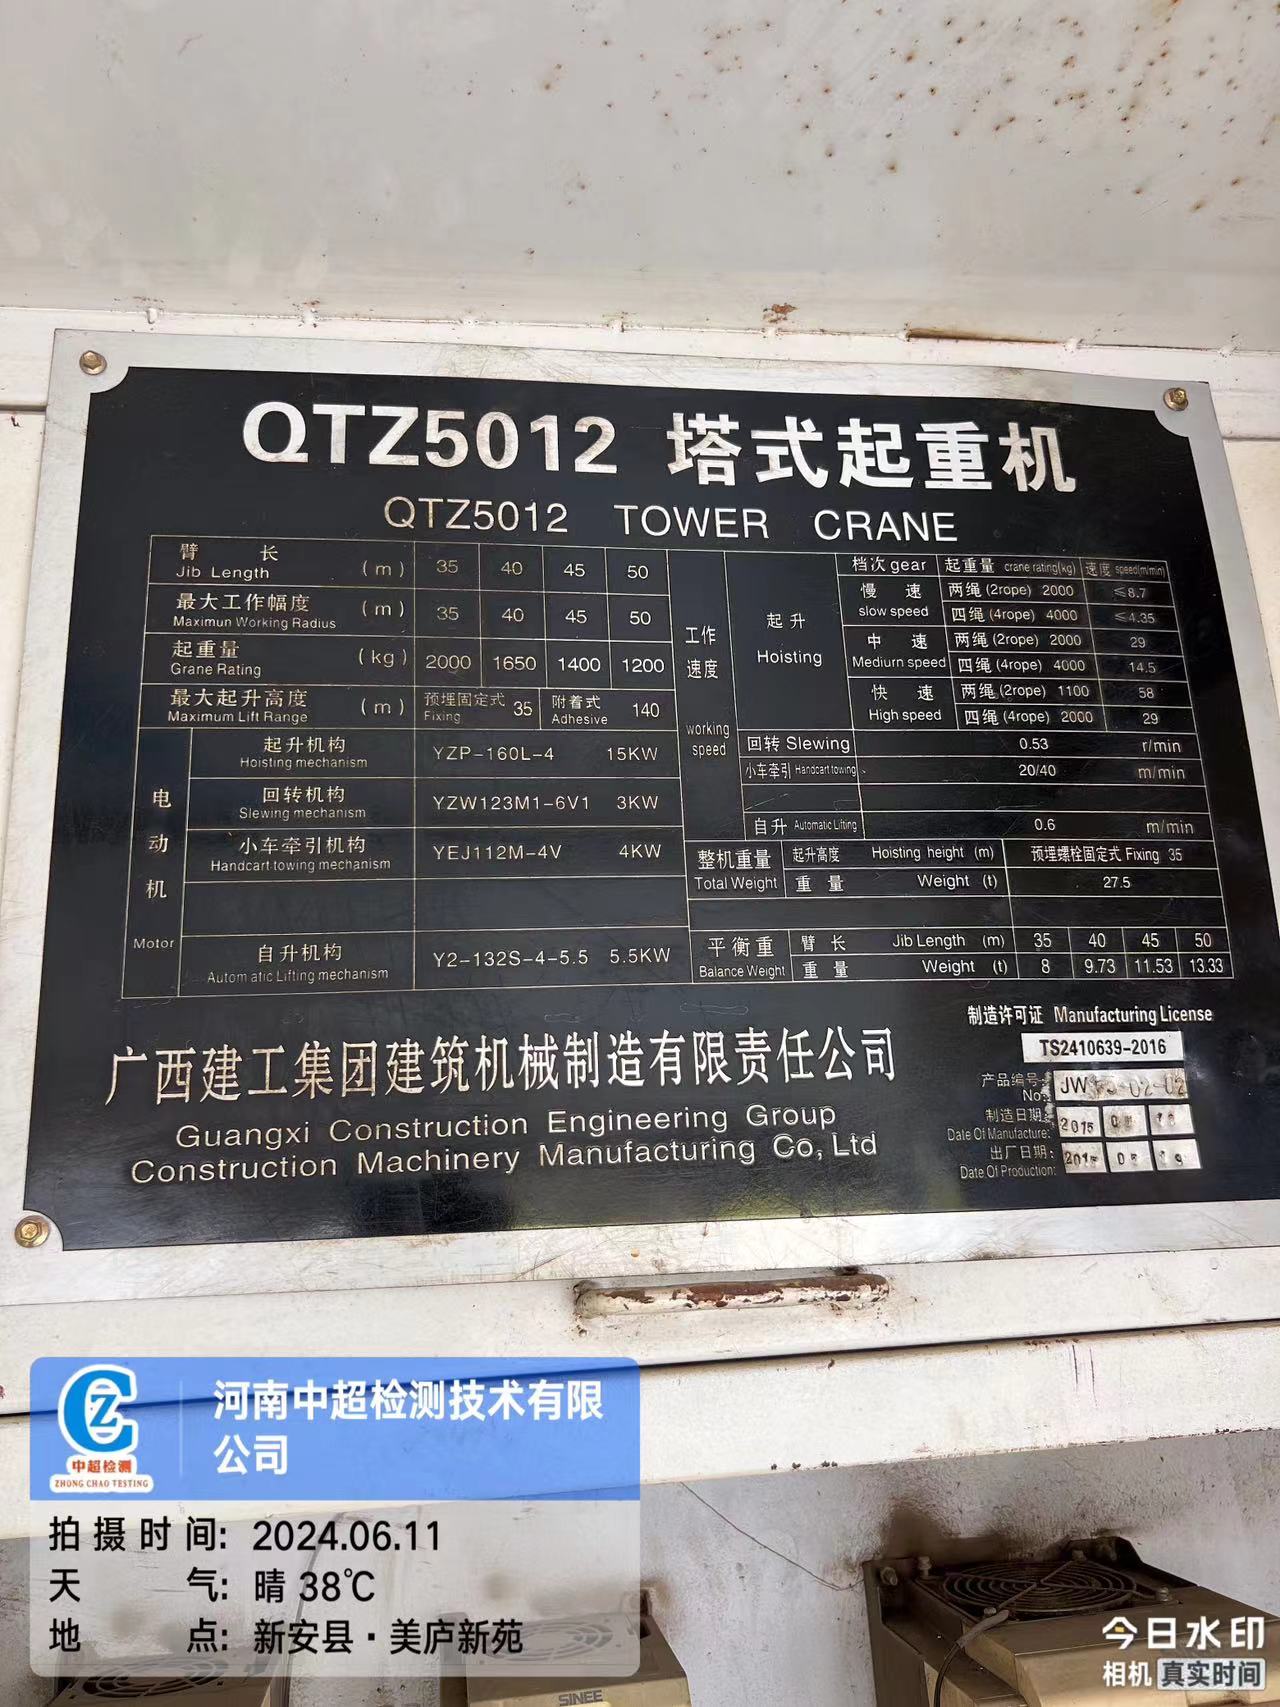 QTZ5012 塔式起重机
QTZ5012 TOWER CRANE
臂长 (m) 35 40 45 50
Jib Length
最大工作幅度 (m) 35 40 45 50
Maximun Working Radius
起重量 (kg) 2000 1650 1400 1200
Grane Rating
最大起升高度 (m) 预埋固定式 35 附着式 140
Maximum Lift Range Fixing Adhesive
电动机
Motor
起升机构 YZP-160L-4 15KW
Hoisting mechanism
回转机构 YZW123M1-6V1 3KW
Slewing mechanism
小车牵引机构 YEJ112M-4V 4KW
Handcart towing mechanism
自升机构 Y2-132S-4-5.5 5.5KW
Automatic Lifting mechanism
工作速度
working speed
起升
Hoisting
档次 gear 起重量 crane rating(kg) 速度 speed(m/min)
慢速 两绳 (2rope) 2000 ≤8.7
slow speed 四绳 (4rope) 4000 ≤4.35
中速 两绳 (2rope) 2000 29
Mediurn speed 四绳 (4rope) 4000 14.5
快速 两绳 (2rope) 1100 58
High speed 四绳 (4rope) 2000 29
回转 Slewing 0.53 r/min
小车牵引 Handcart towing 20/40 m/min
自升 Automatic Lifting 0.6 m/min
整机重量 起升高度 Hoisting height (m) 预埋螺栓固定式 Fixing 35
Total Weight 重量 Weight (t) 27.5
平衡重 臂长 Jib Length (m) 35 40 45 50
Balance Weight 重量 Weight (t) 8 9.73 11.53 13.33
广西建工集团建筑机械制造有限责任公司
Guangxi Construction Engineering Group
Construction Machinery Manufacturing Co, Ltd
制造许可证 Manufacturing License
TS2410639-2016
产品编号: JW
No:
制造日期: 2015
Date Of Manufacture:
出厂日期:
Date Of Production:
河南中超检测技术有限
公司
中超检测
ZHONG CHAO TESTING
拍摄时间: 2024.06.11
天气: 晴 38℃
地点: 新安县·美庐新苑
SINEE
今日水印
相机 真实时间